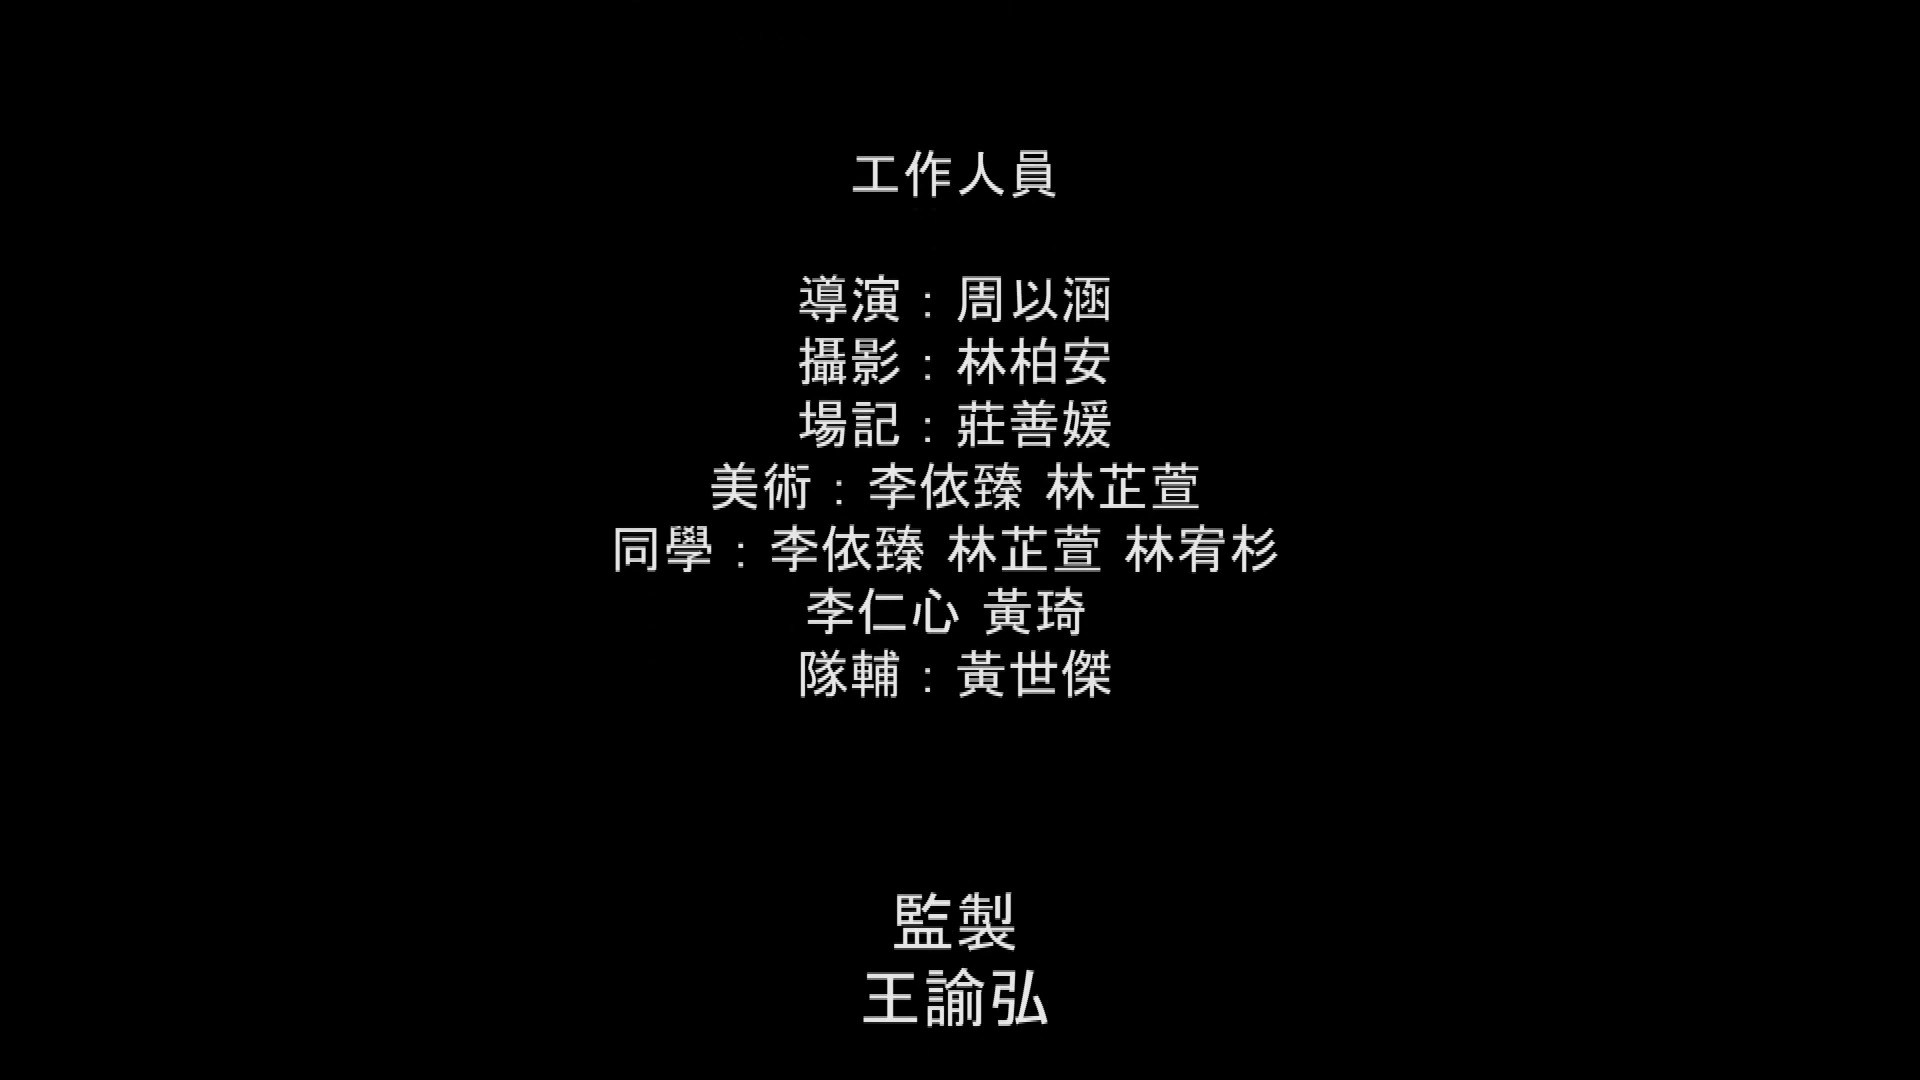 工作人員
導演：周以涵
攝影：林柏安
場記：莊善媛
美術：李依臻 林芷萱
同學：李依臻 林芷萱 林宥杉
李仁心 黃琦
隊輔：黃世傑
監製
王諭弘